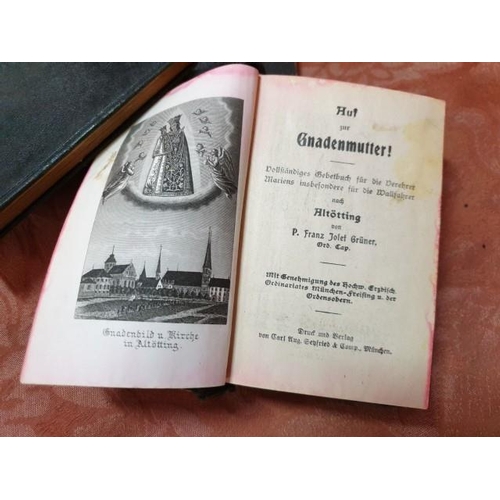 Gnadenbild u. Kirche
in Altötting.
Auf
zur
Gnadenmutter!
Vollständiges Gebetbuch für die Verehrer
Mariens insbesondere für die Wallfahrer
nach
Altötting
von
P. Franz Josef Grüner,
Ord. Cap.
Mit Genehmigung des Hochw. Erzbisch.
Ordinariates München-Freising u. der
Ordensobern.
Druck und Verlag
von Carl Aug. Seyfried & Comp., München.